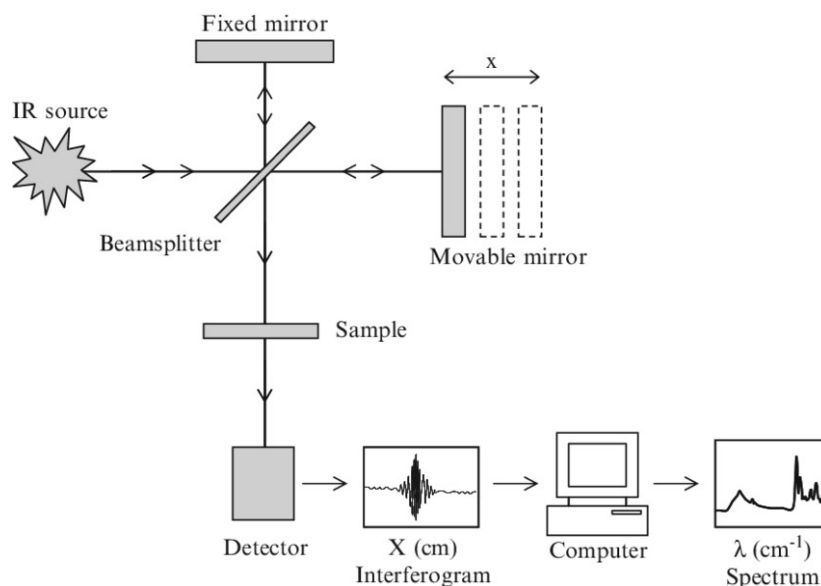 Fixed mirror
x
IR source
Beamsplitter
Movable mirror
Sample
Detector
X (cm)
Interferogram
Computer
λ (cm⁻¹)
Spectrum